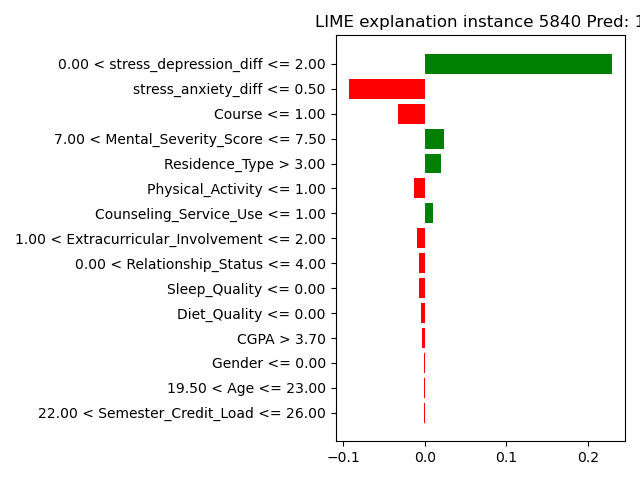 LIME explanation instance 5840 Pred: 1
0.00 < stress_depression_diff <= 2.00
stress_anxiety_diff <= 0.50
Course <= 1.00
7.00 < Mental_Severity_Score <= 7.50
Residence_Type > 3.00
Physical_Activity <= 1.00
Counseling_Service_Use <= 1.00
1.00 < Extracurricular_Involvement <= 2.00
0.00 < Relationship_Status <= 4.00
Sleep_Quality <= 0.00
Diet_Quality <= 0.00
CGPA > 3.70
Gender <= 0.00
19.50 < Age <= 23.00
22.00 < Semester_Credit_Load <= 26.00
−0.1 0.0 0.1 0.2